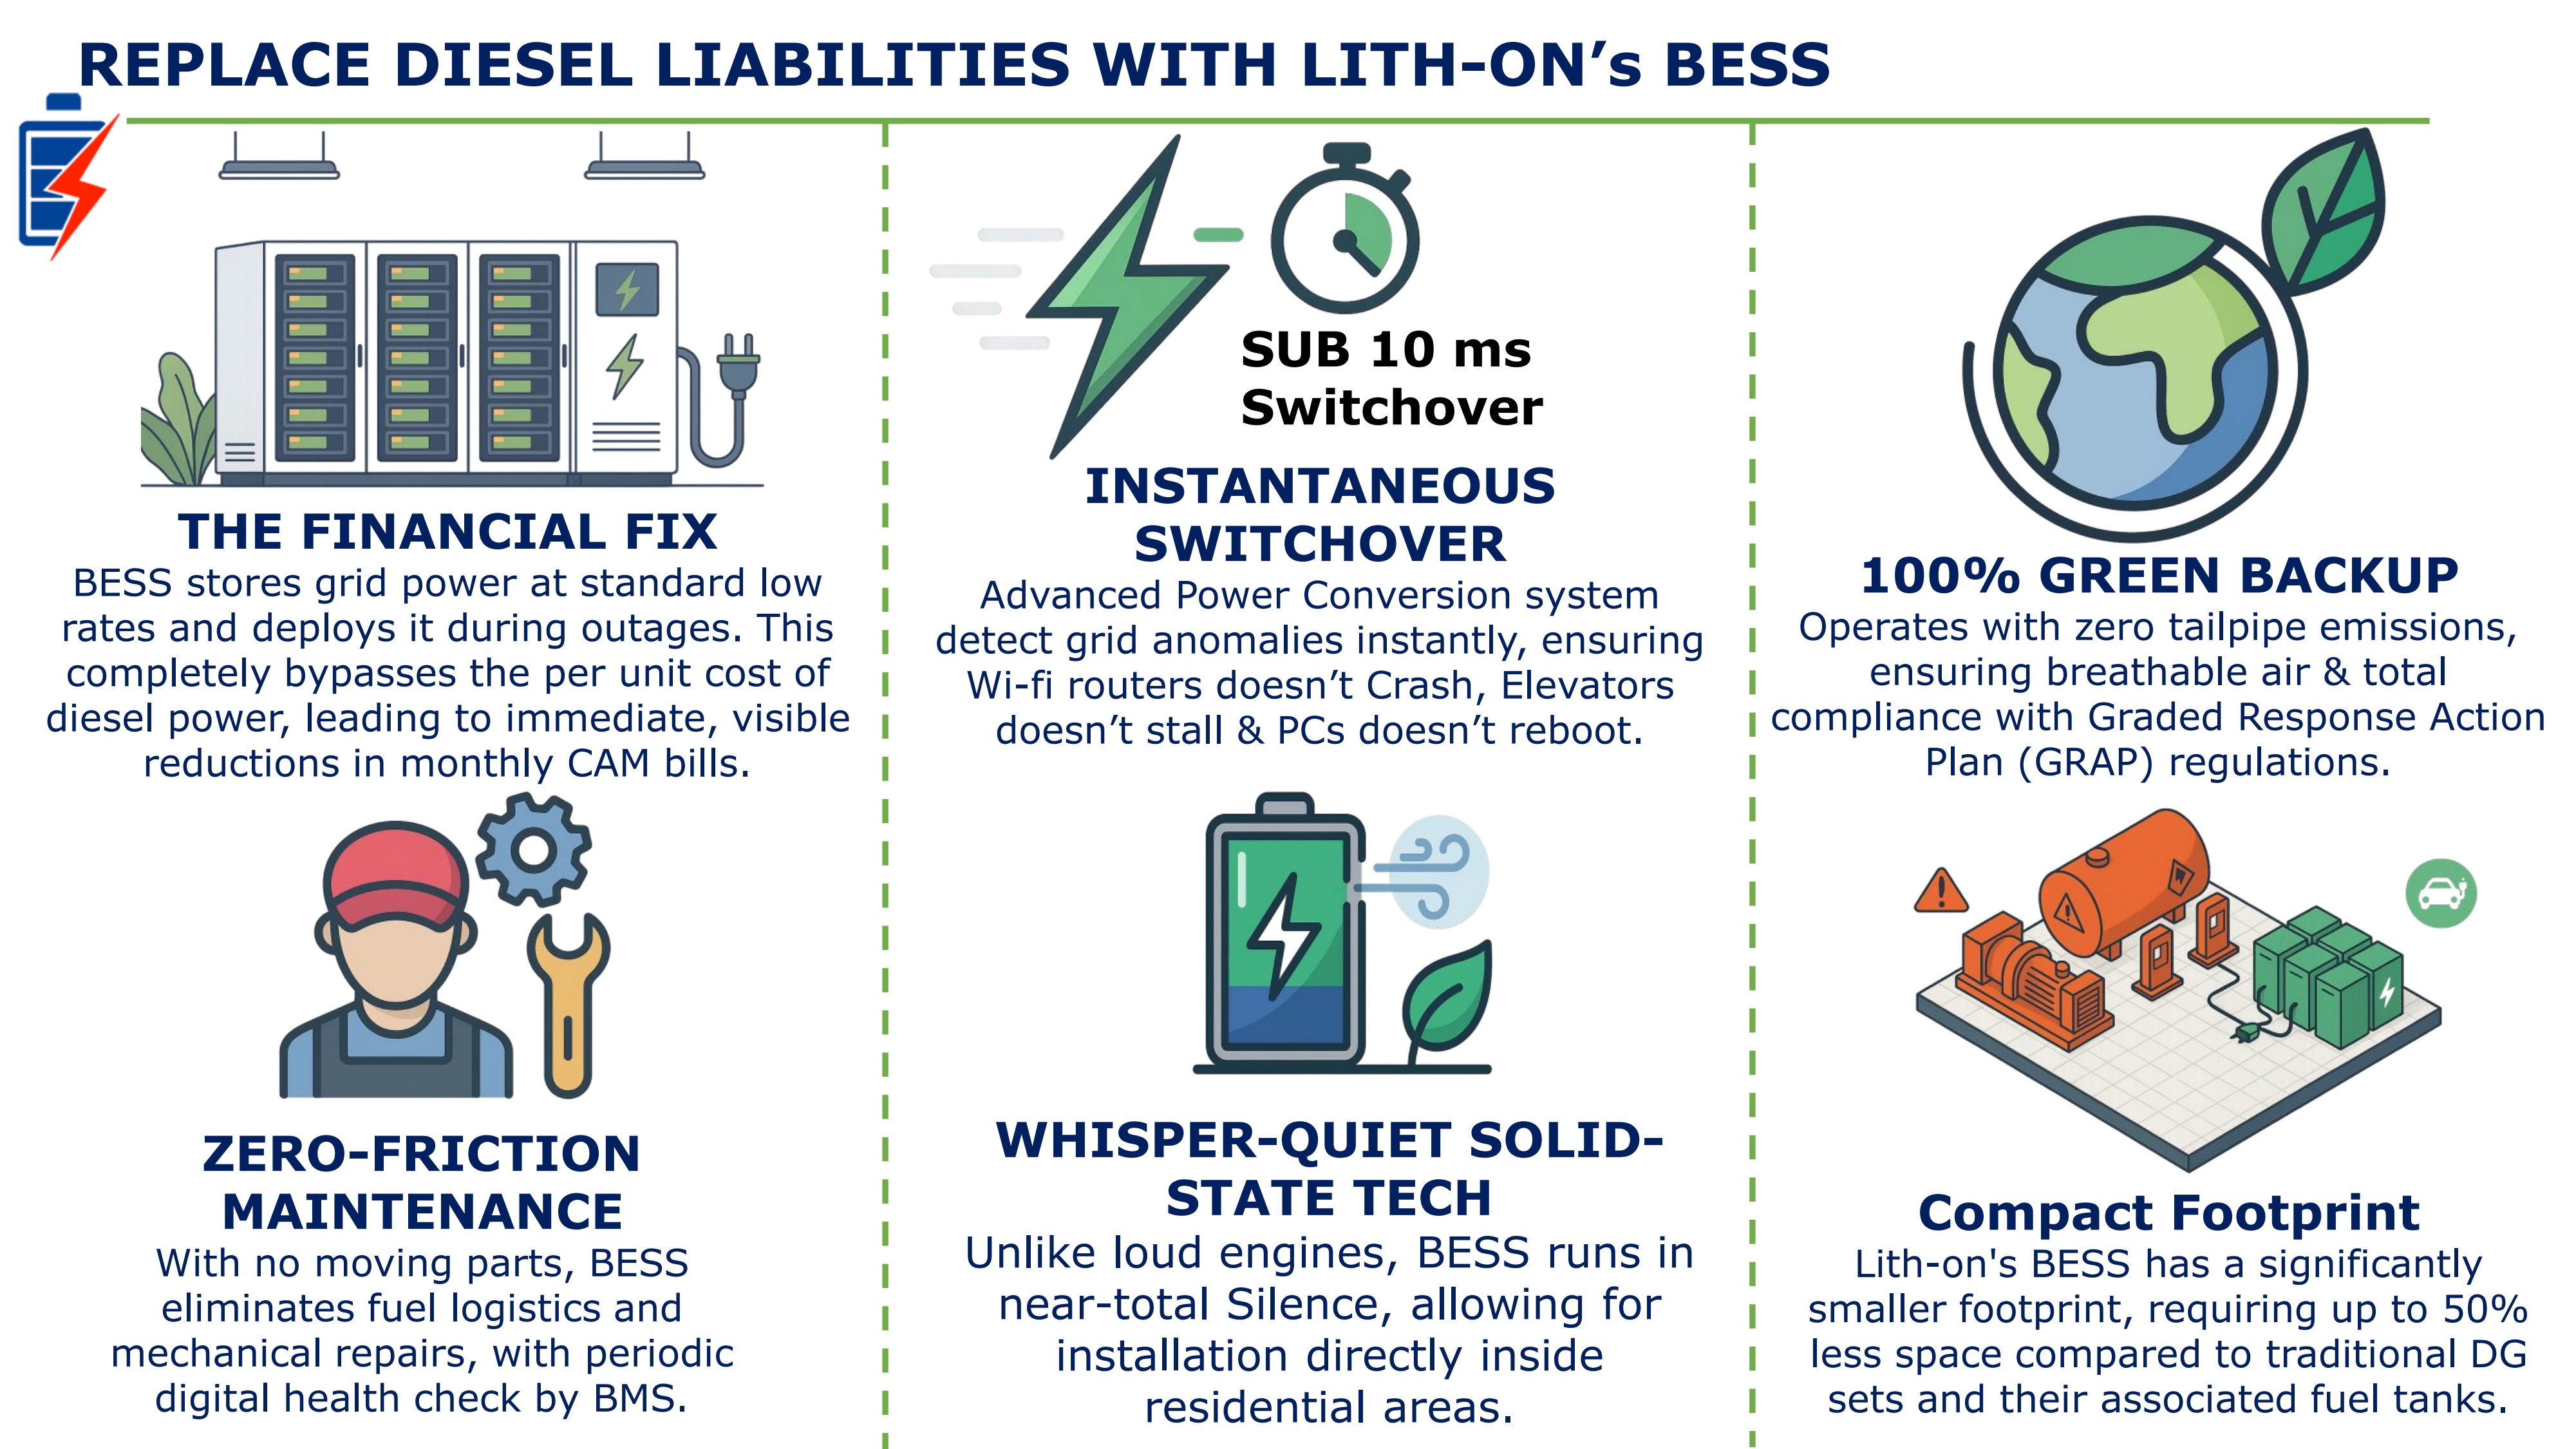 REPLACE DIESEL LIABILITIES WITH LITH-ON’s BESS
THE FINANCIAL FIX
BESS stores grid power at standard low
rates and deploys it during outages. This
completely bypasses the per unit cost of
diesel power, leading to immediate, visible
reductions in monthly CAM bills.
SUB 10 ms
Switchover
INSTANTANEOUS
SWITCHOVER
Advanced Power Conversion system
detect grid anomalies instantly, ensuring
Wi-fi routers doesn’t Crash, Elevators
doesn’t stall & PCs doesn’t reboot.
100% GREEN BACKUP
Operates with zero tailpipe emissions,
ensuring breathable air & total
compliance with Graded Response Action
Plan (GRAP) regulations.
ZERO-FRICTION
MAINTENANCE
With no moving parts, BESS
eliminates fuel logistics and
mechanical repairs, with periodic
digital health check by BMS.
WHISPER-QUIET SOLID-
STATE TECH
Unlike loud engines, BESS runs in
near-total Silence, allowing for
installation directly inside
residential areas.
Compact Footprint
Lith-on's BESS has a significantly
smaller footprint, requiring up to 50%
less space compared to traditional DG
sets and their associated fuel tanks.